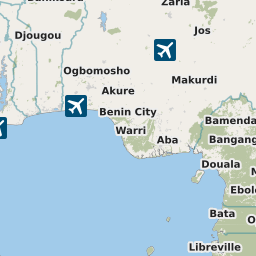 Zaria
Djougou
Jos
Ogbomosho
Makurdi
Akure
Benin City
Bamenda
Warri
Aba
Bangang
Douala
Ebolo
Bata
Libreville